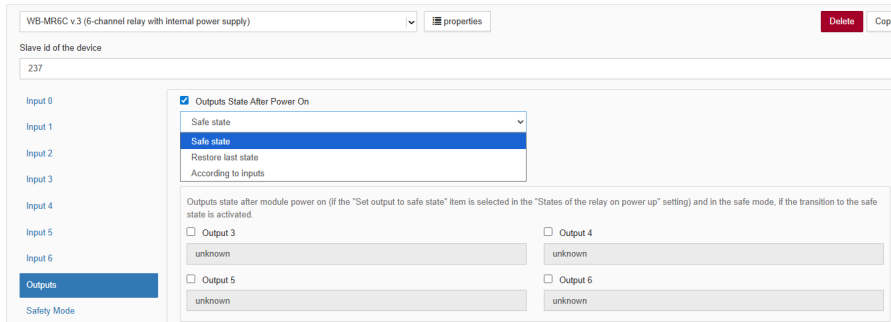 WB-MR6C v.3 (6-channel relay with internal power supply)
properties
Delete
Cop
Slave id of the device
237
Input 0
Input 1
Input 2
Input 3
Input 4
Input 5
Input 6
Outputs
Safety Mode
Outputs State After Power On
Safe state
Safe state
Restore last state
According to inputs
Outputs state after module power on (if the "Set output to safe state" item is selected in the "States of the relay on power up" setting) and in the safe mode, if the transition to the safe
state is activated.
Output 3
Output 4
unknown
unknown
Output 5
Output 6
unknown
unknown